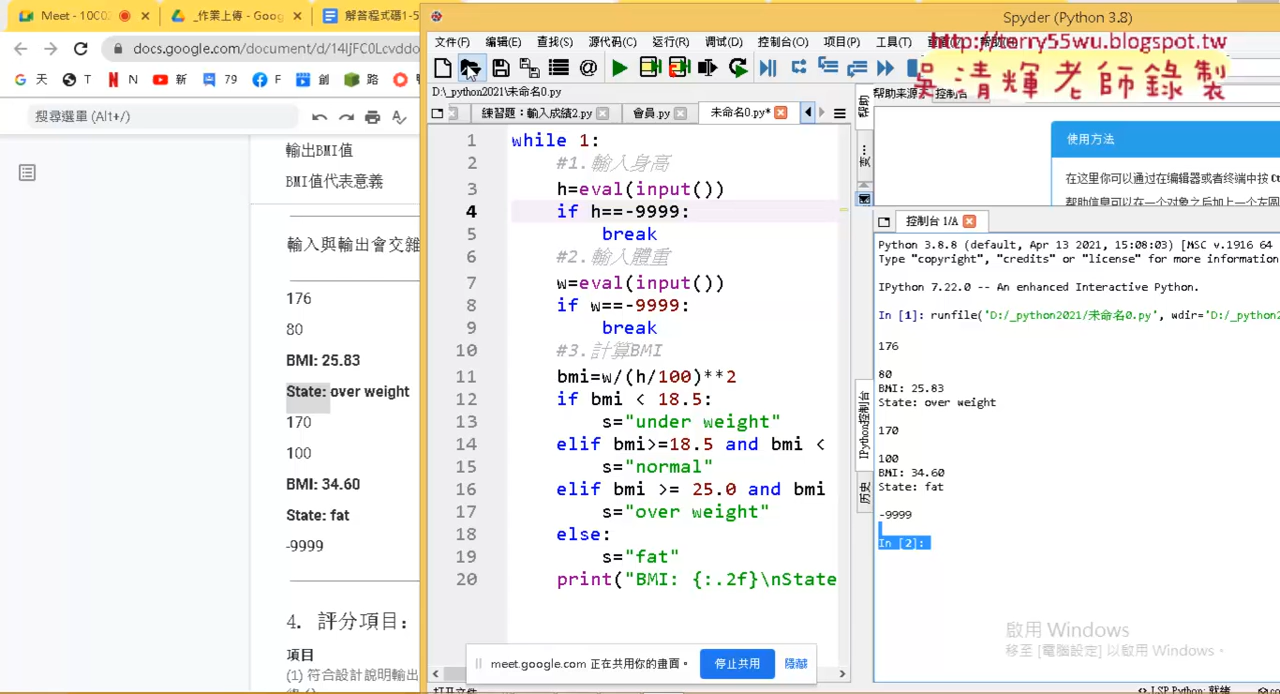 Meet - 1000
_作業上傳 - Goog
解答程式碼1-5
docs.google.com/document/d/14IJFC0Lcvddo
天
T
N
新
79
F
創
路
搜尋選單 (Alt+/)
輸出BMI值
BMI值代表意義
輸入與輸出會交雜
176
80
BMI: 25.83
State: over weight
170
100
BMI: 34.60
State: fat
-9999
4. 評分項目:
項目
(1) 符合設計說明輸出
Spyder (Python 3.8)
文件(F) 编辑(E) 查找(S) 源代码(C) 运行(R) 调试(D) 控制台(O) 项目(P) 工具(T)
http://terry55wu.blogspot.tw
吳清輝老師錄製
D:\_python2021\未命名0.py
練習題:輸入成績2.py
會員.py
未命名0.py*
1 while 1:
2 #1.輸入身高
3 h=eval(input())
4 if h==-9999:
5 break
6 #2.輸入體重
7 w=eval(input())
8 if w==-9999:
9 break
10 #3.計算BMI
11 bmi=w/(h/100)**2
12 if bmi < 18.5:
13 s="under weight"
14 elif bmi>=18.5 and bmi <
15 s="normal"
16 elif bmi >= 25.0 and bmi
17 s="over weight"
18 else:
19 s="fat"
20 print("BMI: {:.2f}\nState
meet.google.com 正在共用你的畫面。
停止共用
隱藏
帮助来源
控制台
使用方法
在这里你可以通过在编辑器或者终端中按 Ct
帮助信息可以在一个对象之后加上一个左圆
帮助
IPython控制台
历史
控制台 1/A
Python 3.8.8 (default, Apr 13 2021, 15:08:03) [MSC v.1916 64
Type "copyright", "credits" or "license" for more information
IPython 7.22.0 -- An enhanced Interactive Python.
In [1]: runfile('D:/_python2021/未命名0.py', wdir='D:/_python2
176
80
BMI: 25.83
State: over weight
170
100
BMI: 34.60
State: fat
-9999
In [2]:
啟用 Windows
移至 [電腦設定] 以啟用 Windows。
LSP Python: 就绪